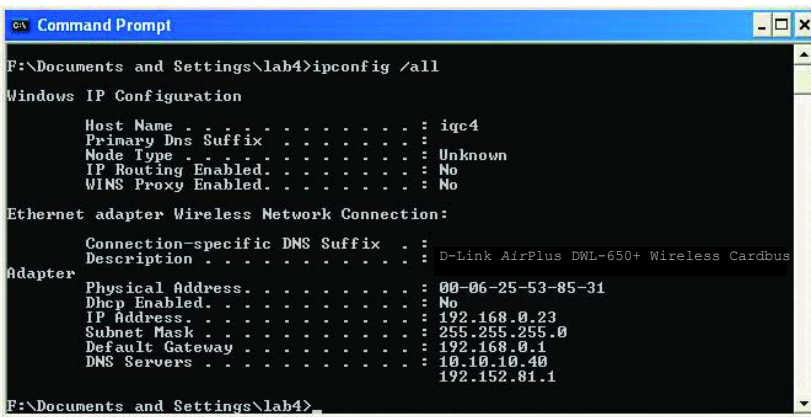 Command Prompt
F:\Documents and Settings\lab4>ipconfig /all
Windows IP Configuration
Host Name . . . . . . . . . . . . : iqc4
Primary Dns Suffix . . . . . . . :
Node Type . . . . . . . . . . . . : Unknown
IP Routing Enabled. . . . . . . . : No
WINS Proxy Enabled. . . . . . . . : No
Ethernet adapter Wireless Network Connection:
Connection-specific DNS Suffix . :
Description . . . . . . . . . . . : D-Link AirPlus DWL-650+ Wireless Cardbus
Adapter
Physical Address. . . . . . . . . : 00-06-25-53-85-31
Dhcp Enabled. . . . . . . . . . . : No
IP Address. . . . . . . . . . . . : 192.168.0.23
Subnet Mask . . . . . . . . . . . : 255.255.255.0
Default Gateway . . . . . . . . . : 192.168.0.1
DNS Servers . . . . . . . . . . . : 10.10.10.40
192.152.81.1
F:\Documents and Settings\lab4>_